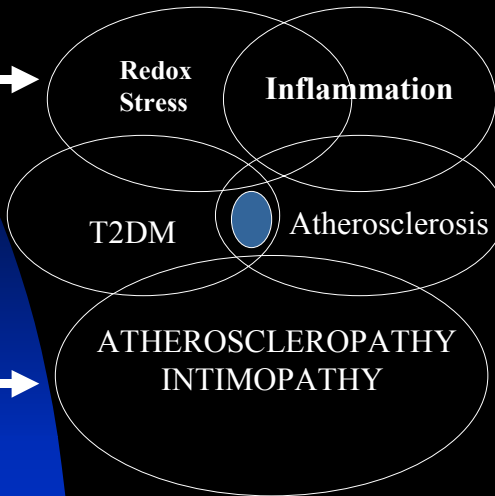 Redox
Stress
Inflammation
T2DM
Atherosclerosis
ATHEROSCLEROPATHY
INTIMOPATHY